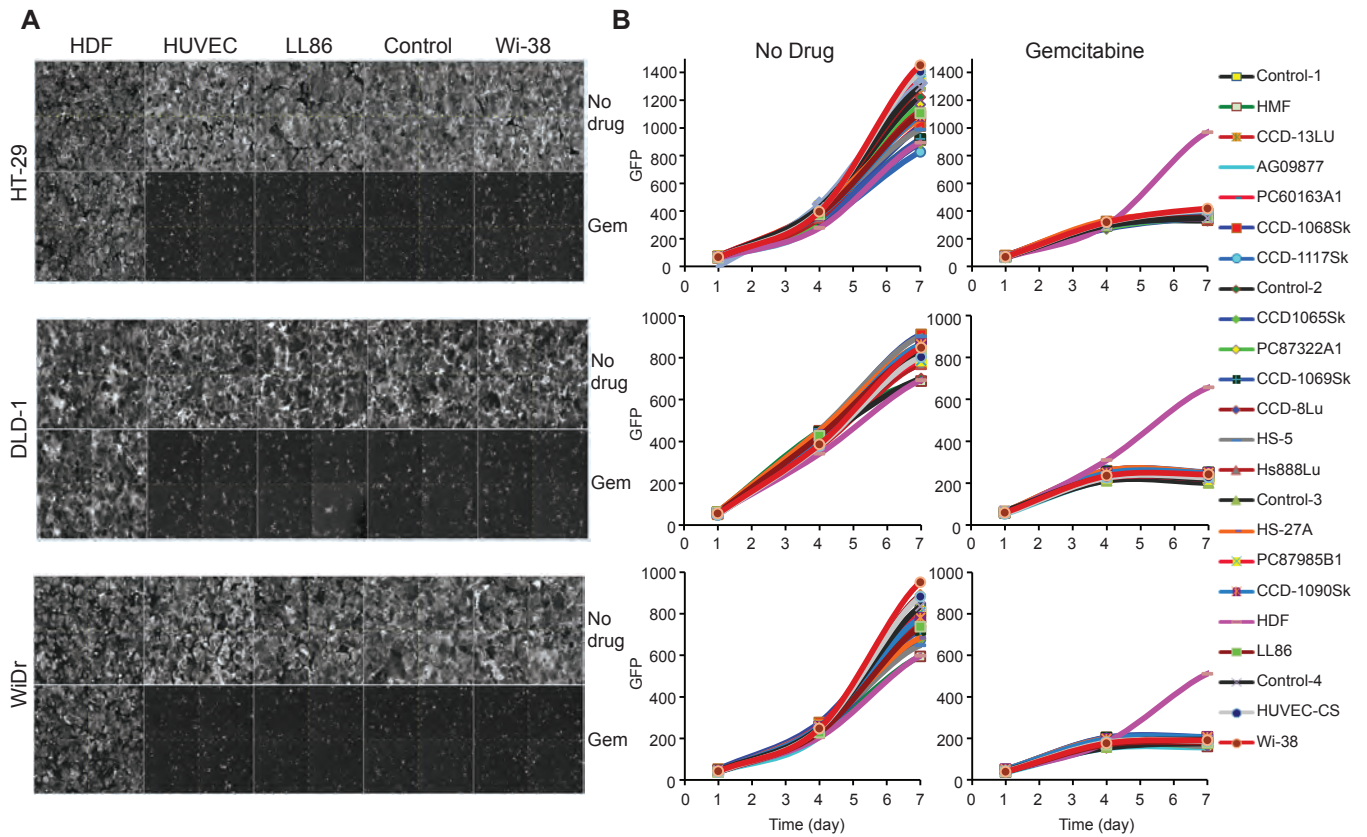 A
HDF HUVEC LL86 Control Wi-38
HT-29
No
drug
Gem
DLD-1
No
drug
Gem
WiDr
No
drug
Gem
B
No Drug Gemcitabine
GFP
1400
1200
1000
800
600
400
200
0
0 1 2 3 4 5 6 7
1400
1200
1000
800
600
400
200
0
0 1 2 3 4 5 6 7
GFP
1000
800
600
400
200
0
0 1 2 3 4 5 6 7
1000
800
600
400
200
0
0 1 2 3 4 5 6 7
GFP
1000
800
600
400
200
0
0 1 2 3 4 5 6 7
Time (day)
1000
800
600
400
200
0
0 1 2 3 4 5 6 7
Time (day)
Control-1
HMF
CCD-13LU
AG09877
PC60163A1
CCD-1068Sk
CCD-1117Sk
Control-2
CCD1065Sk
PC87322A1
CCD-1069Sk
CCD-8Lu
HS-5
Hs888Lu
Control-3
HS-27A
PC87985B1
CCD-1090Sk
HDF
LL86
Control-4
HUVEC-CS
Wi-38